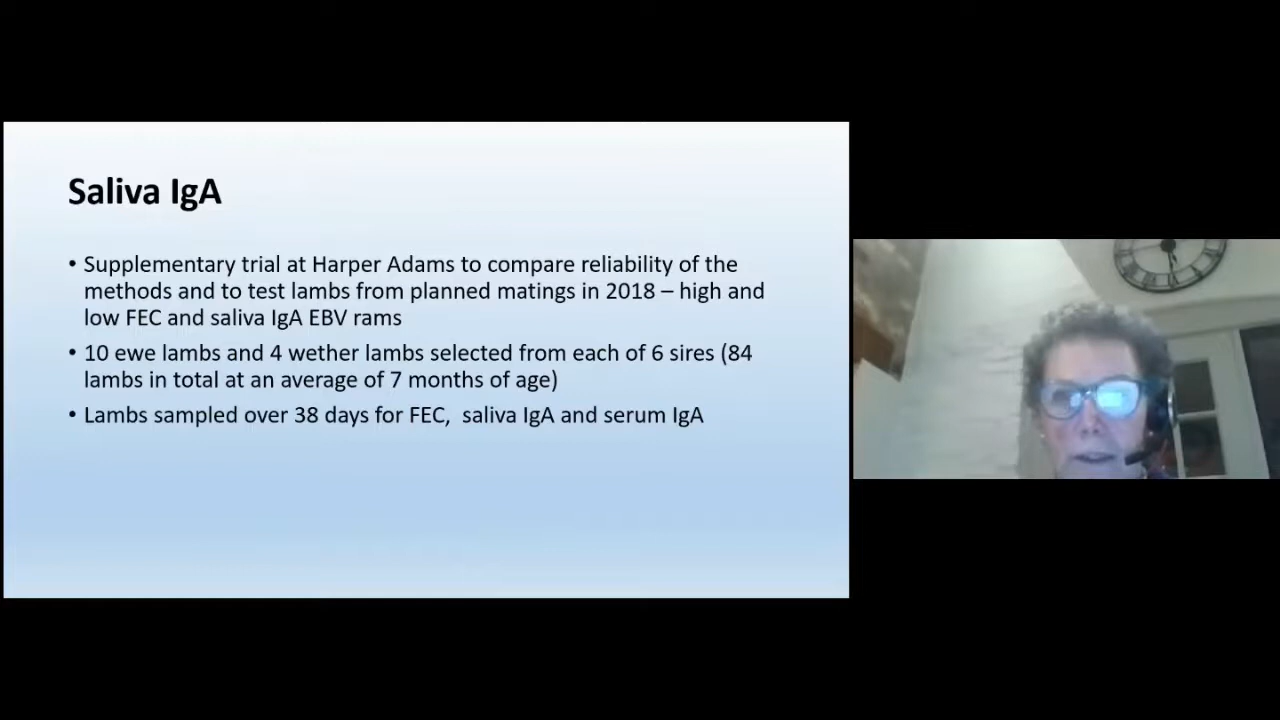 Saliva IgA
• Supplementary trial at Harper Adams to compare reliability of the
methods and to test lambs from planned matings in 2018 – high and
low FEC and saliva IgA EBV rams
• 10 ewe lambs and 4 wether lambs selected from each of 6 sires (84
lambs in total at an average of 7 months of age)
• Lambs sampled over 38 days for FEC,  saliva IgA and serum IgA